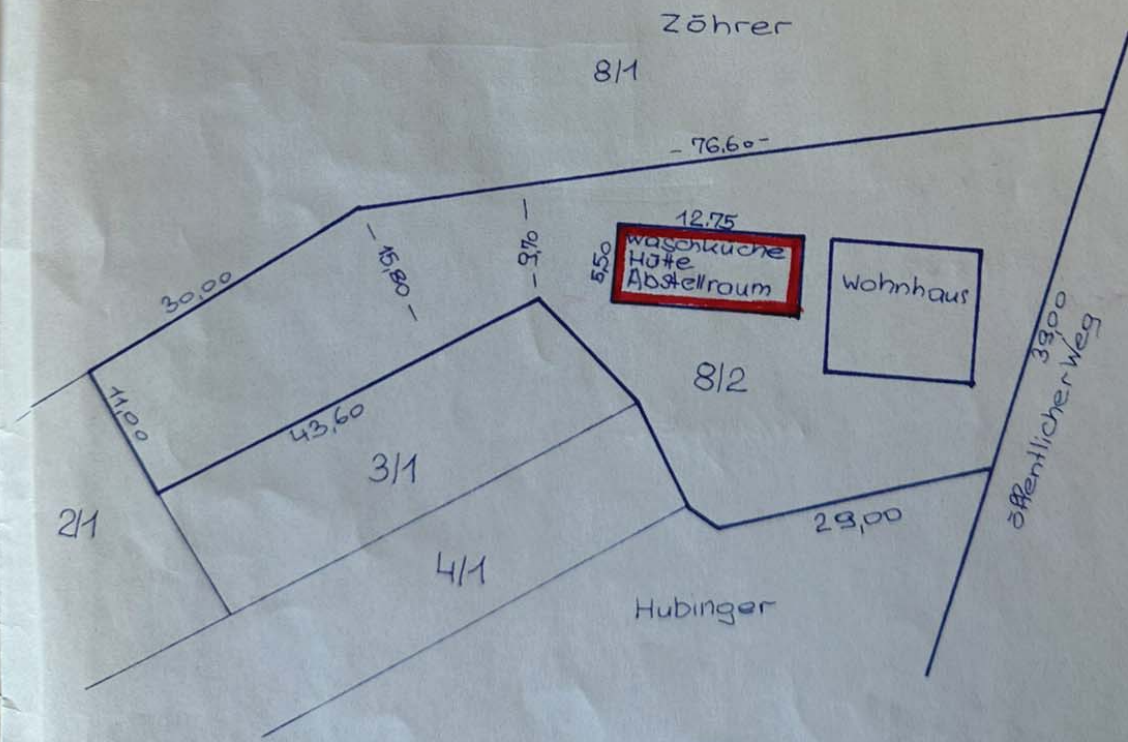 Zöhrer
8/1
- 76.60 -
12.75
5,50
Waschküche
Hütte
Abstellraum
Wohnhaus
- 9,70 -
- 15,80 -
30,00
11,00
43,60
8/2
39,00
öffentlicher Weg
3/1
2/1
4/1
29,00
Hubinger